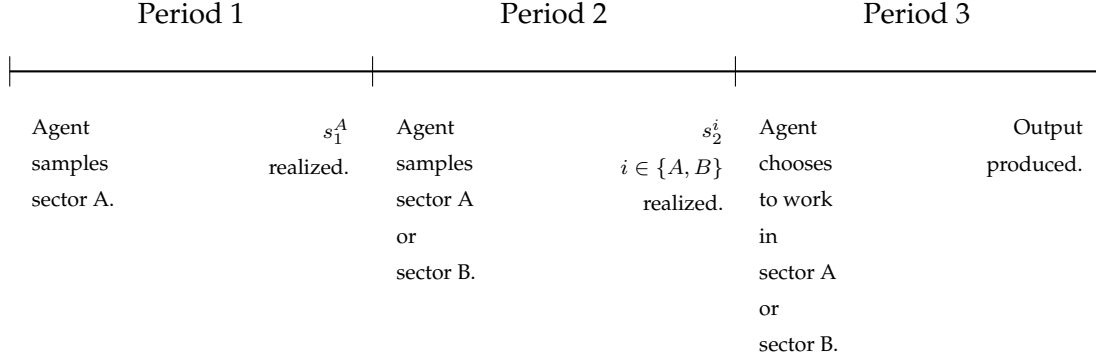 Period 1
Period 2
Period 3
Agent
samples
sector A.
s_1^A
realized.
Agent
samples
sector A
or
sector B.
s_2^i
i ∈ {A, B}
realized.
Agent
chooses
to work
in
sector A
or
sector B.
Output
produced.